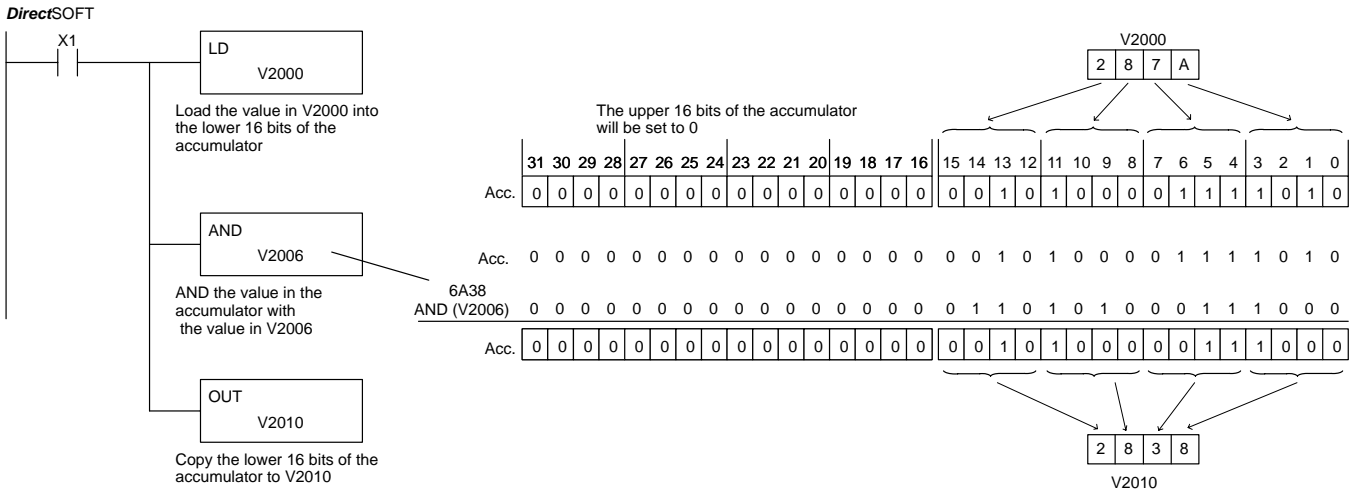 DirectSOFT
X1
LD
V2000
Load the value in V2000 into
the lower 16 bits of the
accumulator
AND
V2006
AND the value in the
accumulator with
the value in V2006
OUT
V2010
Copy the lower 16 bits of the
accumulator to V2010
V2000
2 8 7 A
The upper 16 bits of the accumulator
will be set to 0
31 30 29 28 27 26 25 24 23 22 21 20 19 18 17 16 15 14 13 12 11 10 9 8 7 6 5 4 3 2 1 0
Acc. 0 0 0 0 0 0 0 0 0 0 0 0 0 0 0 0 0 0 1 0 1 0 0 0 0 1 1 1 1 0 1 0
Acc. 0 0 0 0 0 0 0 0 0 0 0 0 0 0 0 0 0 0 1 0 1 0 0 0 0 1 1 1 1 0 1 0
6A38
AND (V2006) 0 0 0 0 0 0 0 0 0 0 0 0 0 0 0 0 0 1 1 0 1 0 1 0 0 0 1 1 1 0 0 0
Acc. 0 0 0 0 0 0 0 0 0 0 0 0 0 0 0 0 0 0 1 0 1 0 0 0 0 0 1 1 1 0 0 0
2 8 3 8
V2010